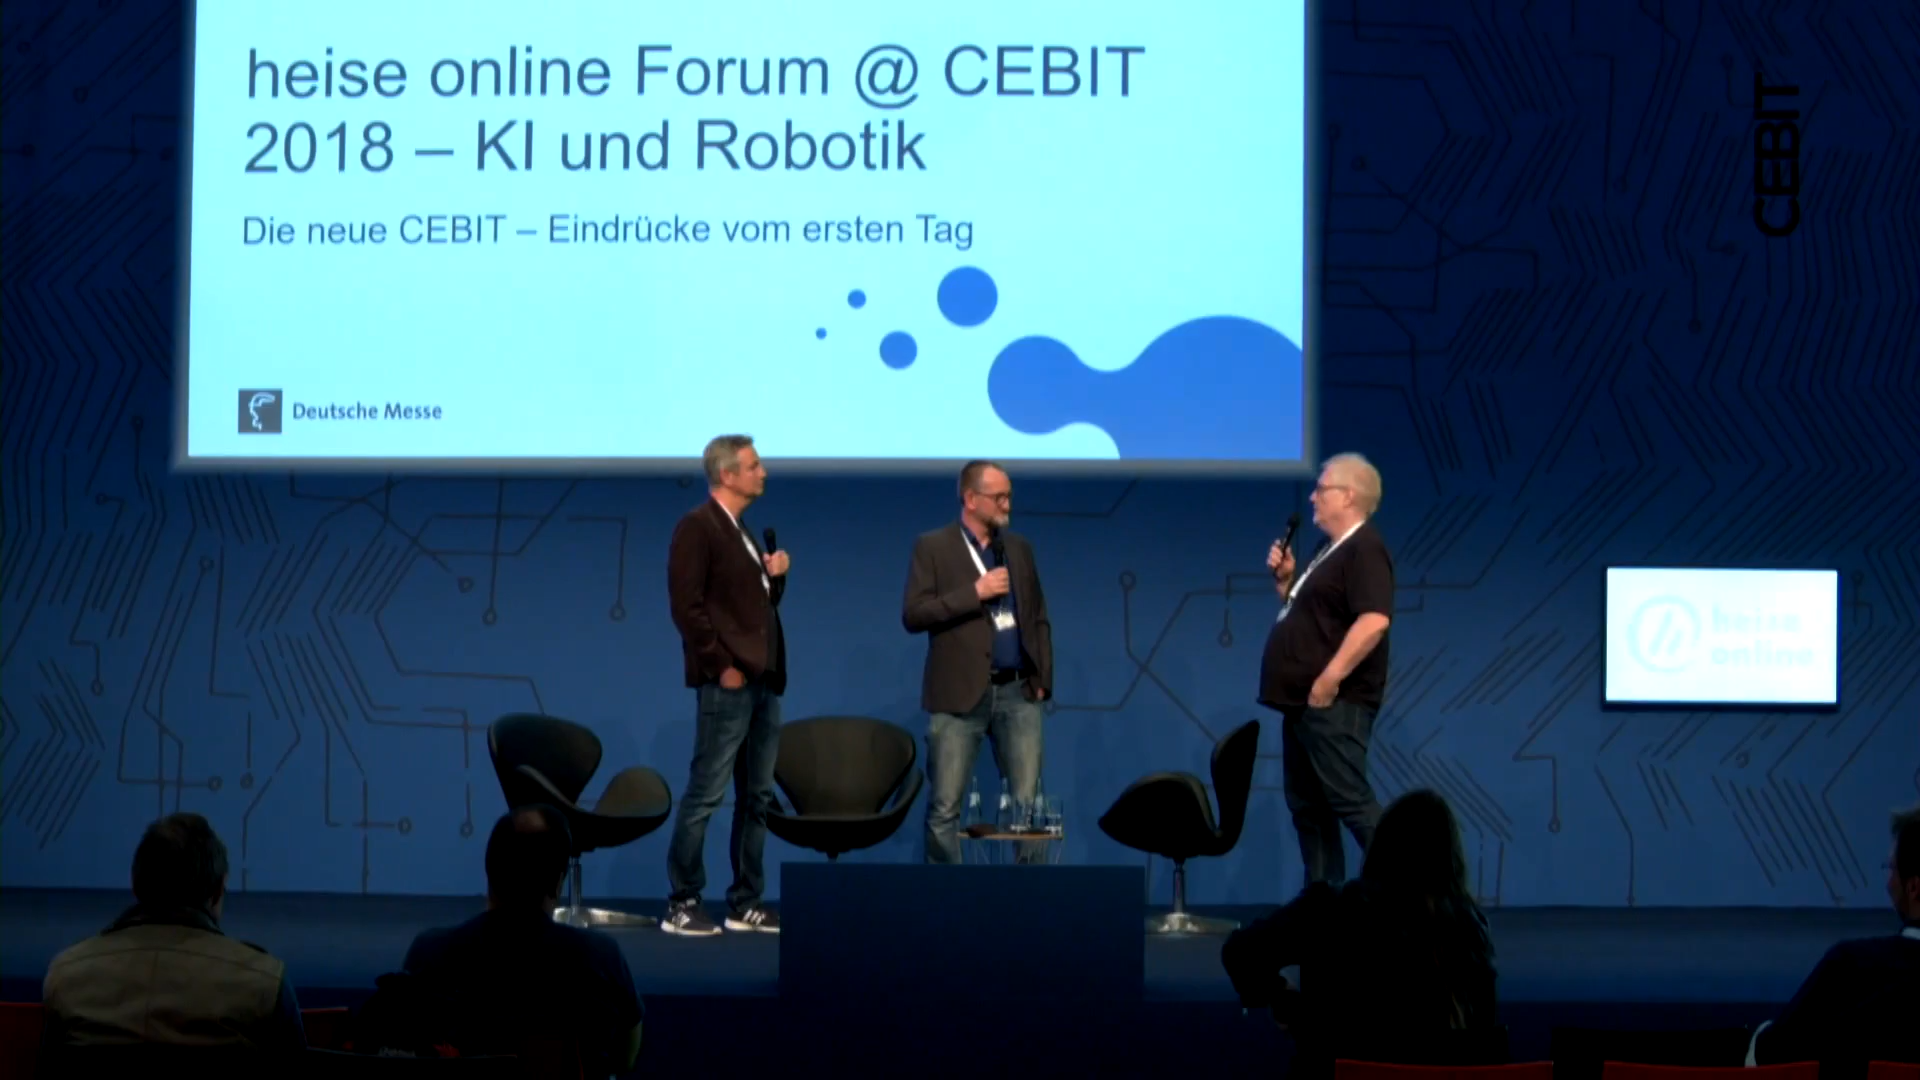 heise online Forum @ CEBIT
2018 – KI und Robotik
Die neue CEBIT – Eindrücke vom ersten Tag
Deutsche Messe
CEBIT
heise
online